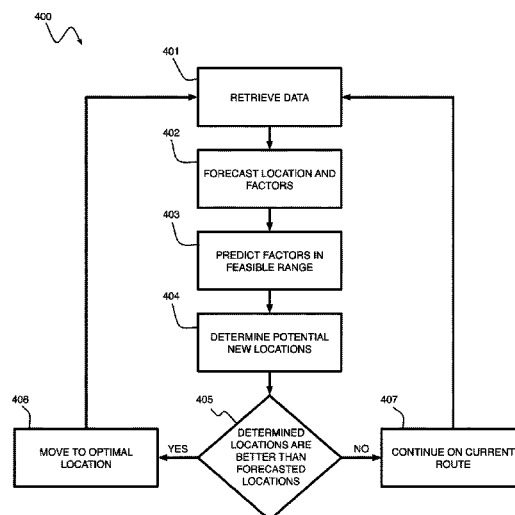 400
401
RETRIEVE DATA
402
FORECAST LOCATION AND
FACTORS
403
PREDICT FACTORS IN
FEASIBLE RANGE
404
DETERMINE POTENTIAL
NEW LOCATIONS
405
DETERMINED
LOCATIONS ARE
BETTER THAN
FORECASTED
LOCATIONS
YES
NO
406
MOVE TO OPTIMAL
LOCATION
407
CONTINUE ON CURRENT
ROUTE